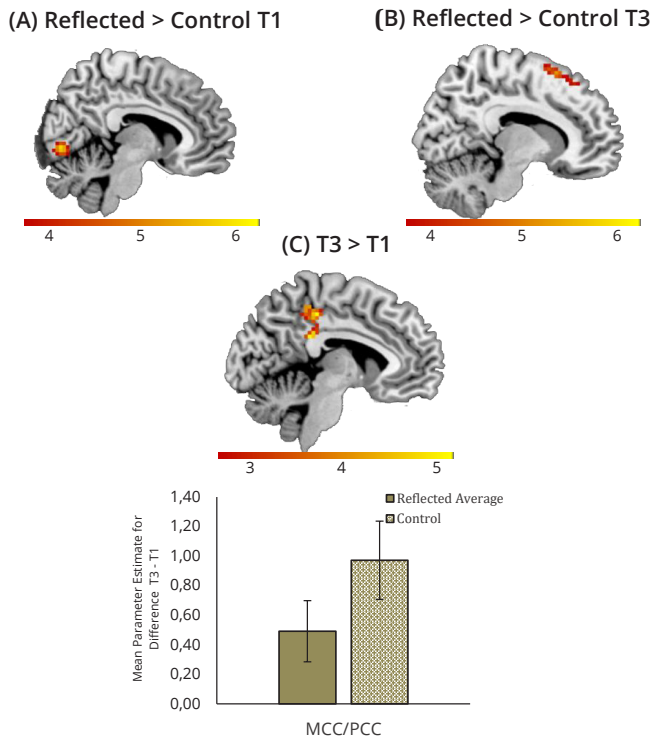 (A) Reflected > Control T1
(B) Reflected > Control T3
4 5 6
4 5 6
(C) T3 > T1
3 4 5
Reflected Average
Control
Mean Parameter Estimate for
Difference T3 - T1
1,40
1,20
1,00
0,80
0,60
0,40
0,20
0,00
MCC/PCC